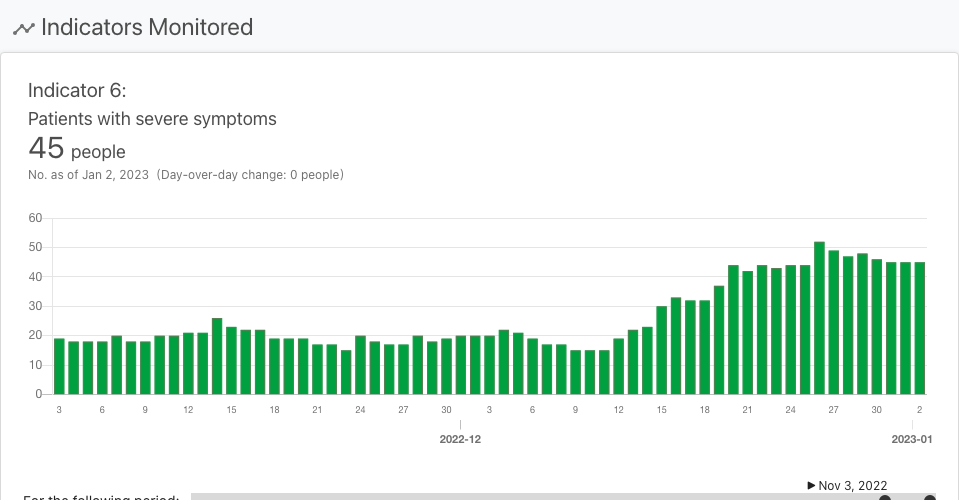 Indicators Monitored
Indicator 6:
Patients with severe symptoms
45 people
No. as of Jan 2, 2023 (Day-over-day change: 0 people)
60
50
40
30
20
10
0
3 6 9 12 15 18 21 24 27 30 3 6 9 12 15 18 21 24 27 30 2
2022-12 2023-01
Nov 3, 2022
For the following period: